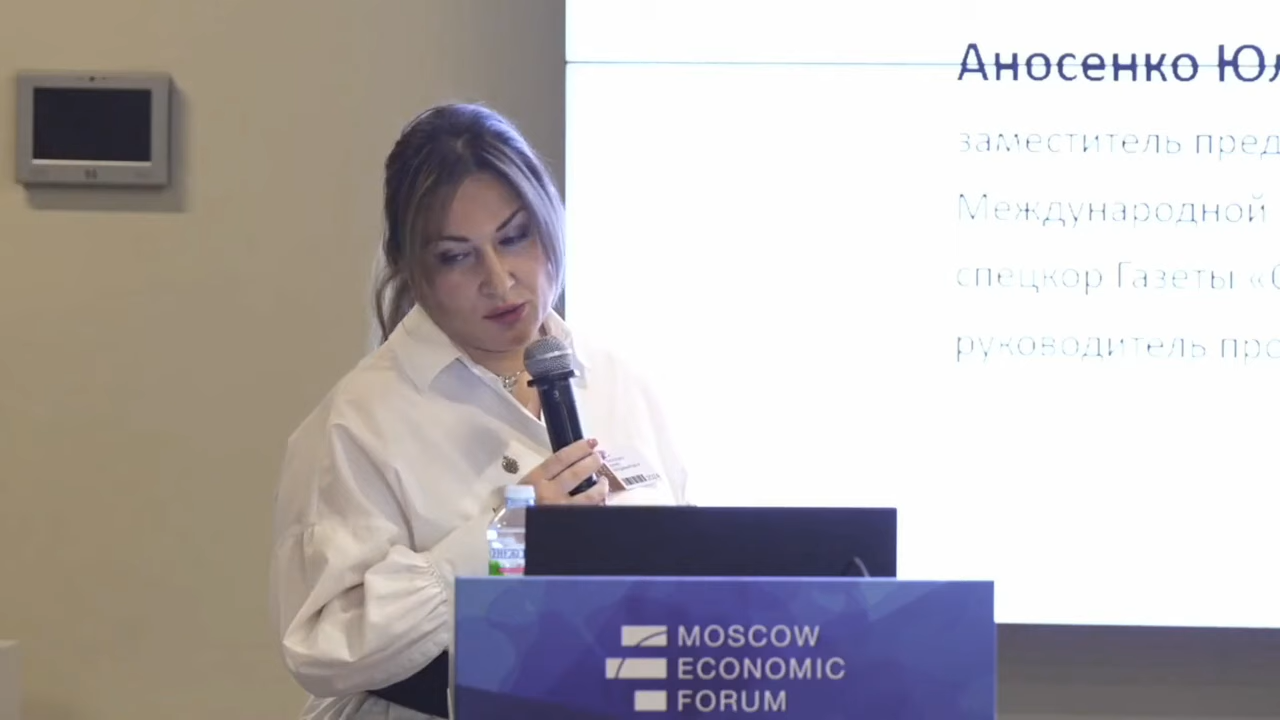 Аносенко Юл
заместитель пред
Международной
спецкор Газеты «С
руководитель про
MOSCOW
ECONOMIC
FORUM